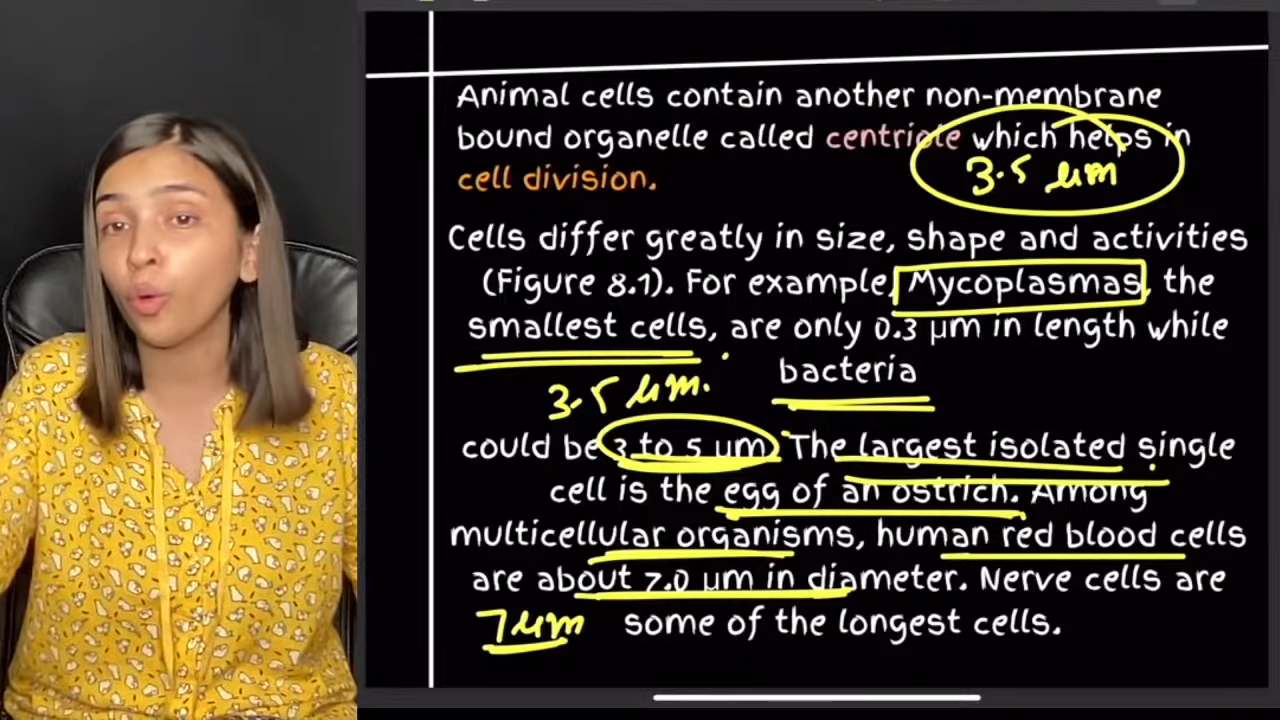 Animal cells contain another non-membrane
bound organelle called centriole which helps in
3.5 μm
cell division.
Cells differ greatly in size, shape and activities
(Figure 8.1). For example, Mycoplasmas, the
smallest cells, are only 0.3 μm in length while
bacteria
3.5 μm.
could be 3 to 5 μm. The largest isolated single
cell is the egg of an ostrich. Among
multicellular organisms, human red blood cells
are about 7.0 μm in diameter. Nerve cells are
7 μm
some of the longest cells.